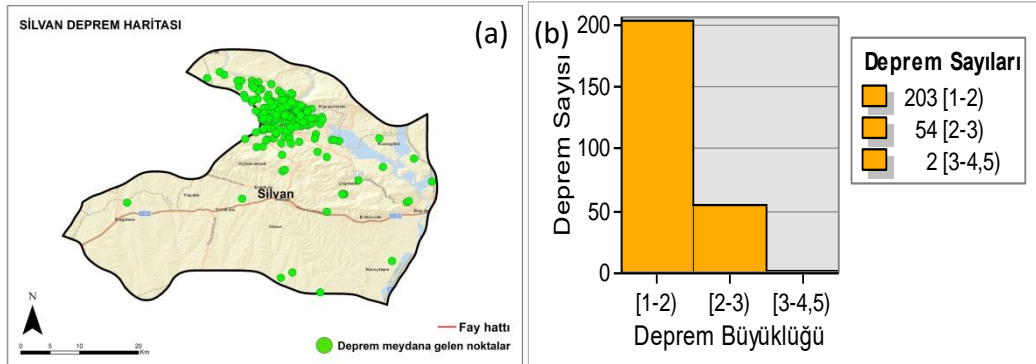 SİLVAN DEPREM HARİTASI
(a)
Silvan
N
0 5 10 20
Km
Fay hattı
Deprem meydana gelen noktalar
(b)
Deprem Sayısı
200
150
100
50
0
[1-2) [2-3) [3-4,5)
Deprem Büyüklüğü
Deprem Sayıları
203 [1-2)
54 [2-3)
2 [3-4,5)